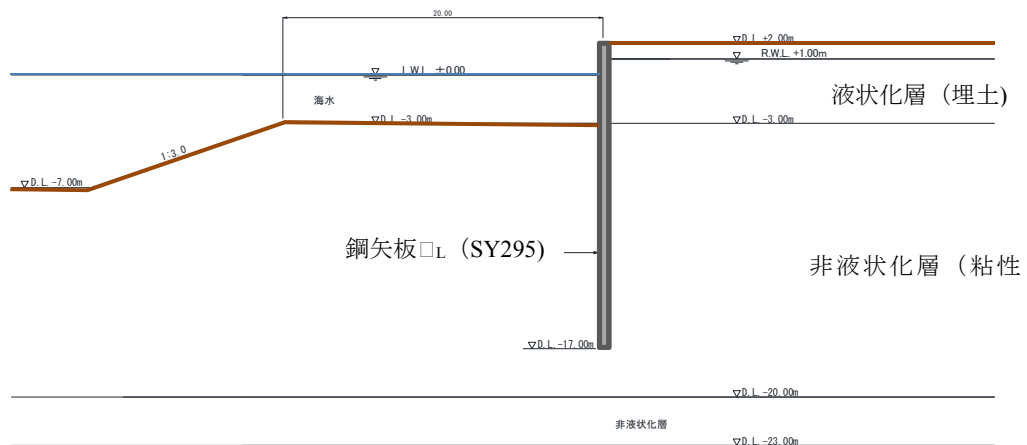 20.00
▽D.L.+2.00m
R.W.L. +1.00m
L.W.L ±0.00
液状化層（埋土)
海水
▽D.L.-3.00m
▽D.L.-3.00m
1:3.0
▽D.L.-7.00m
鋼矢板□L（SY295)
非液状化層（粘性
▽D.L.-17.00m
▽D.L.-20.00m
非液状化層
▽D.L.-23.00m